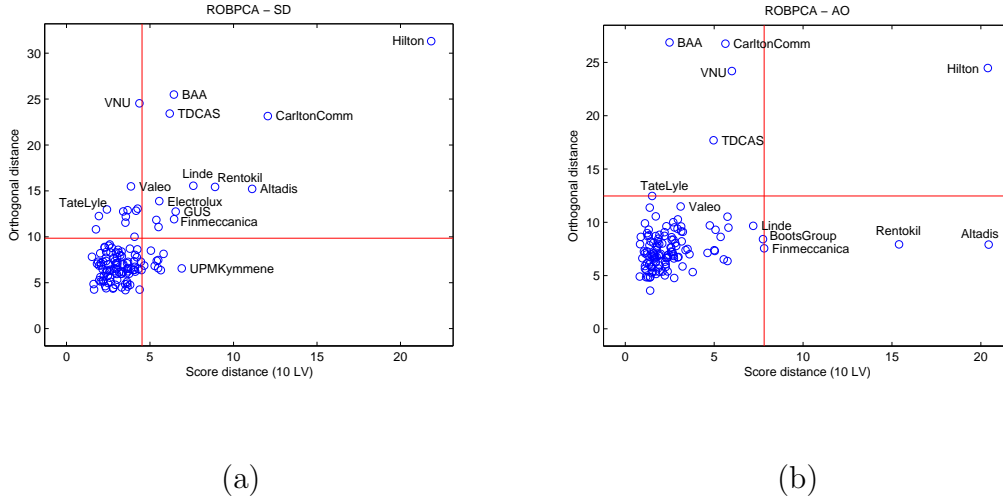 ROBPCA − SD
Hilton
30
25
BAA
VNU
TDCAS
CarltonComm
20
Orthogonal distance
Linde
Rentokil
15
Valeo
Altadis
Electrolux
TateLyle
GUS
Finmeccanica
10
UPMKymmene
5
0
0 5 10 15 20
Score distance (10 LV)
(a)
ROBPCA − AO
BAA
CarltonComm
25
Hilton
VNU
20
TDCAS
15
Orthogonal distance
TateLyle
Valeo
10
Linde
BootsGroup
Rentokil
Altadis
Finmeccanica
5
0
0 5 10 15 20
Score distance (10 LV)
(b)